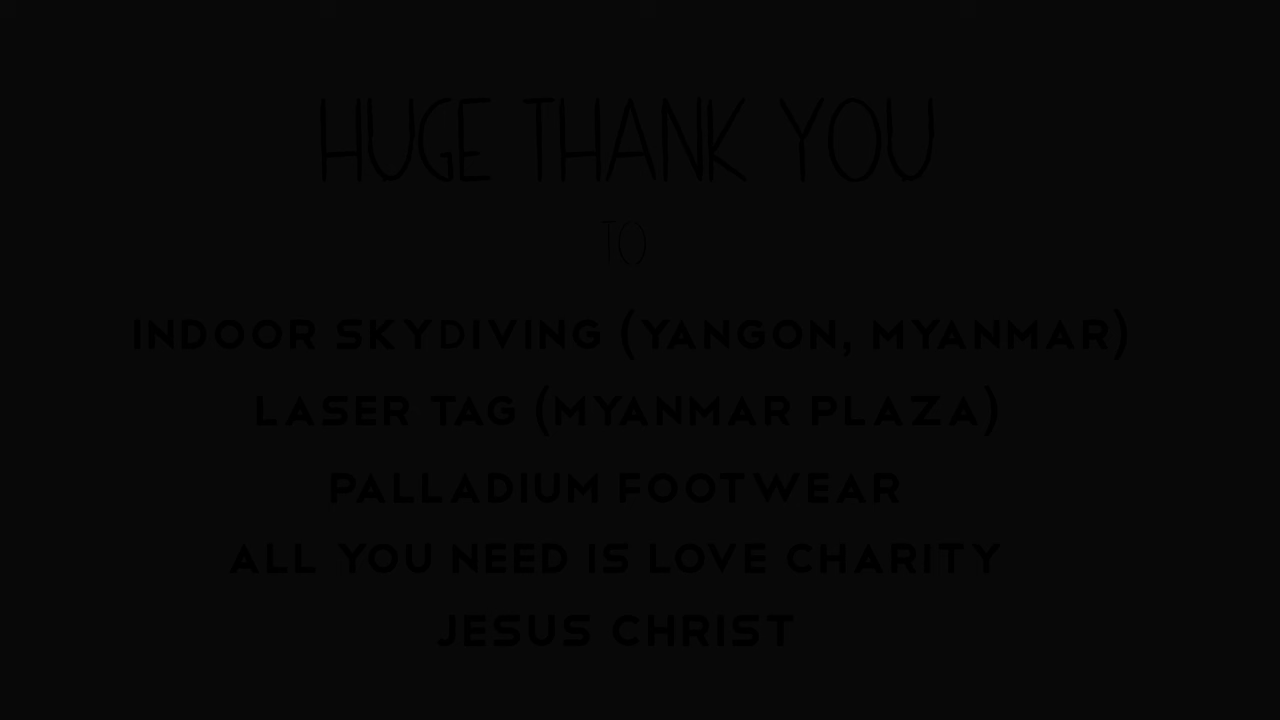 HUGE THANK YOU
TO
INDOOR SKYDIVING (YANGON, MYANMAR)
LASER TAG (MYANMAR PLAZA)
PALLADIUM FOOTWEAR
ALL YOU NEED IS LOVE CHARITY
JESUS CHRIST